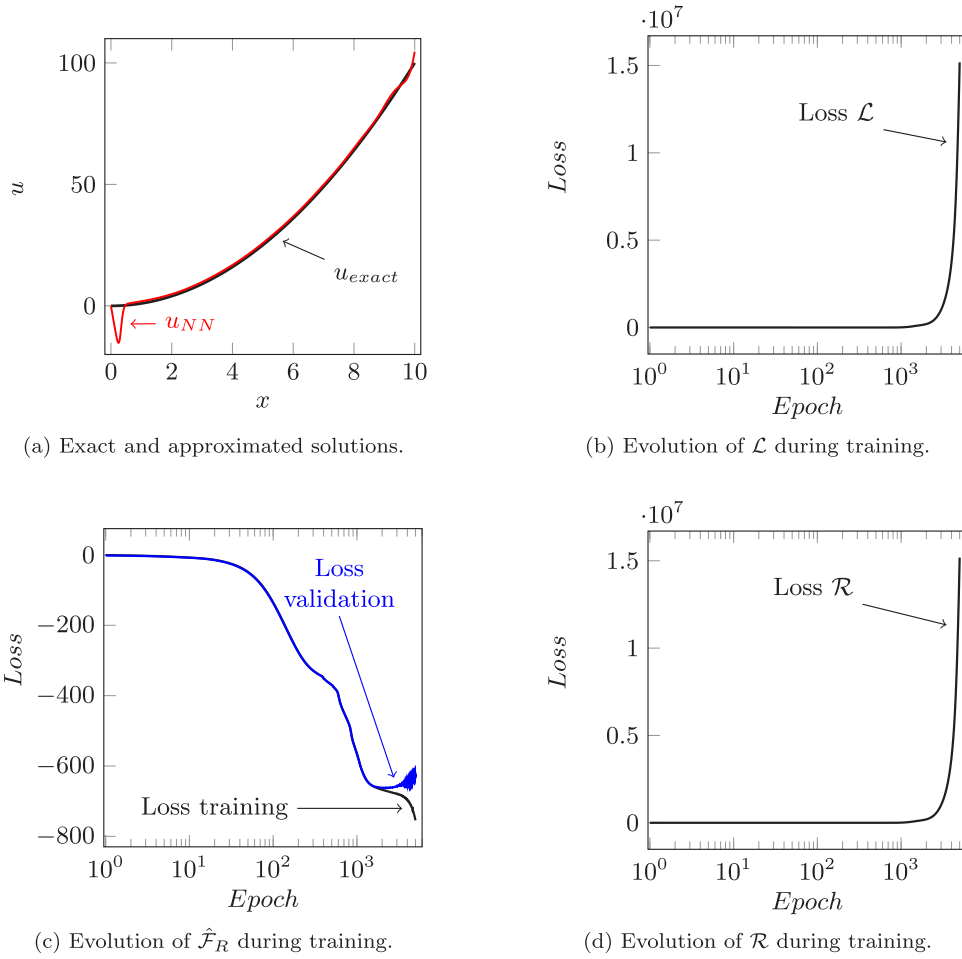 100
50
0
u
u_exact
u_NN
0 2 4 6 8 10
x
(a) Exact and approximated solutions.
·10^7
1.5
1
0.5
0
Loss
Loss ℒ
10^0 10^1 10^2 10^3
Epoch
(b) Evolution of ℒ during training.
0
−200
−400
−600
−800
Loss
Loss
validation
Loss training
10^0 10^1 10^2 10^3
Epoch
(c) Evolution of \hat{ℱ}_R during training.
·10^7
1.5
1
0.5
0
Loss
Loss ℛ
10^0 10^1 10^2 10^3
Epoch
(d) Evolution of ℛ during training.